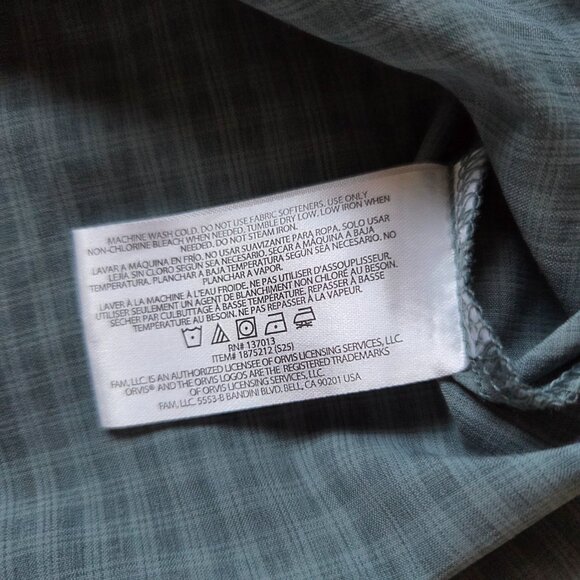 MACHINE WASH COLD. DO NOT USE FABRIC SOFTENERS. USE ONLY
NON-CHLORINE BLEACH WHEN NEEDED. TUMBLE DRY LOW. LOW IRON WHEN
NEEDED. DO NOT STEAM IRON.
LAVAR A MÁQUINA EN FRÍO. NO USAR SUAVIZANTE PARA ROPA. SOLO USAR
LEJIA SIN CLORO SEGÚN SEA NECESARIO. SECAR A MÁQUINA A BAJA
TEMPERATURA. PLANCHAR A BAJA TEMPERATURA SEGÚN SEA NECESARIO. NO
PLANCHAR A VAPOR.
LAVER À LA MACHINE À L'EAU FROIDE. NE PAS UTILISER D'ASSOUPLISSEUR.
UTILISER SEULEMENT UN AGENT DE BLANCHIMENT NON CHLORÉ AU BESOIN.
SÉCHER PAR CULBUTTAGE À BASSE TEMPÉRATURE. REPASSER À BASSE
TEMPÉRATURE AU BESOIN. NE PAS REPASSER À LA VAPEUR.
RN# 137013
ITEM# 1875212 (S25)
FAM, LLC. IS AN AUTHORIZED LICENSEE OF ORVIS LICENSING SERVICES, LLC.
ORVIS® AND THE ORVIS LOGOS ARE THE REGISTERED TRADEMARKS
OF ORVIS LICENSING SERVICES, LLC.
FAM, LLC. 5553-B BANDINI BLVD, BELL, CA 90201 USA